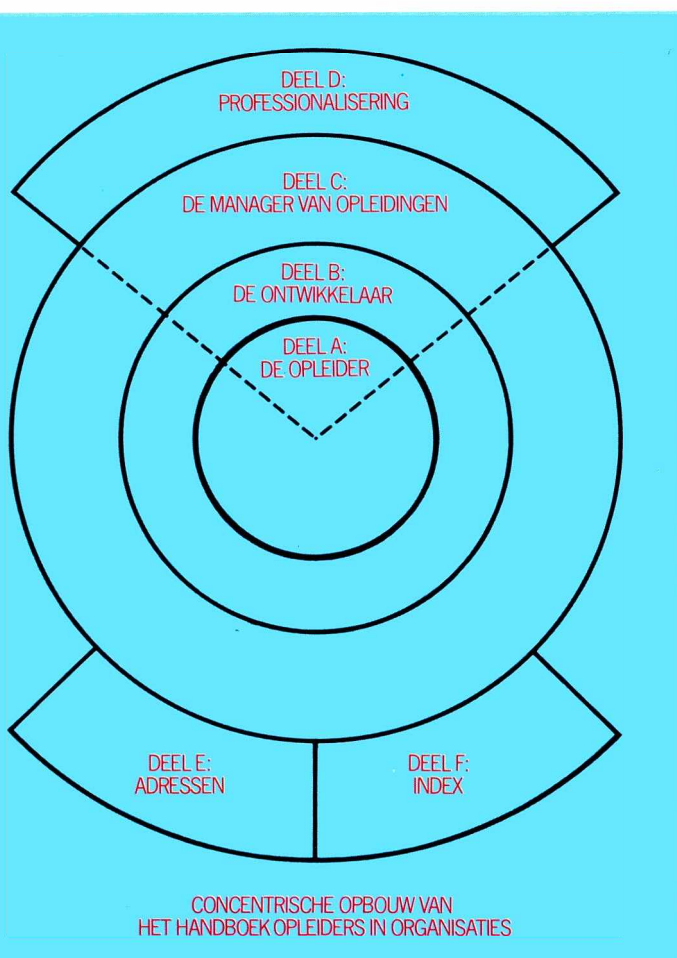 DEEL D:
PROFESSIONALISERING
DEEL C:
DE MANAGER VAN OPLEIDINGEN
DEEL B:
DE ONTWIKKELAAR
DEEL A:
DE OPLEIDER
DEEL E:
ADRESSEN
DEEL F:
INDEX
CONCENTRISCHE OPBOUW VAN
HET HANDBOEK OPLEIDERS IN ORGANISATIES